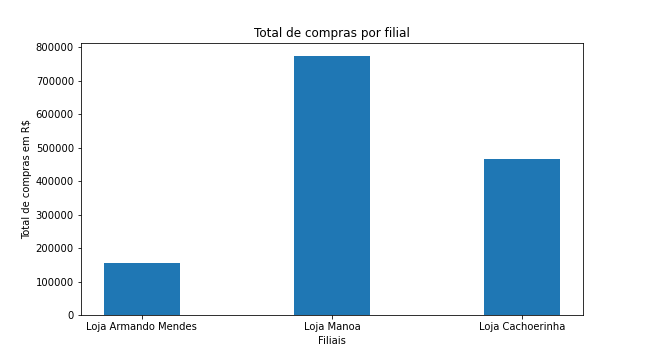 Total de compras por filial
Total de compras em R$
800000
700000
600000
500000
400000
300000
200000
100000
0
Loja Armando Mendes
Loja Manoa
Loja Cachoerinha
Filiais